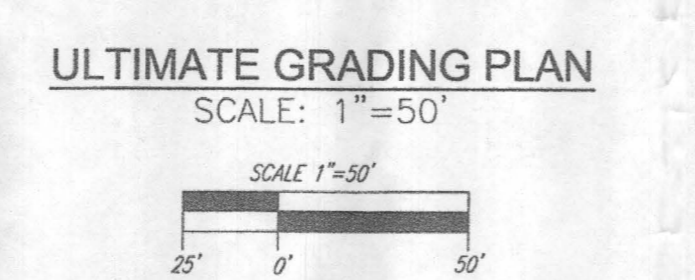 ULTIMATE GRADING PLAN
SCALE: 1"=50'
SCALE 1"=50'
25' 0' 50'